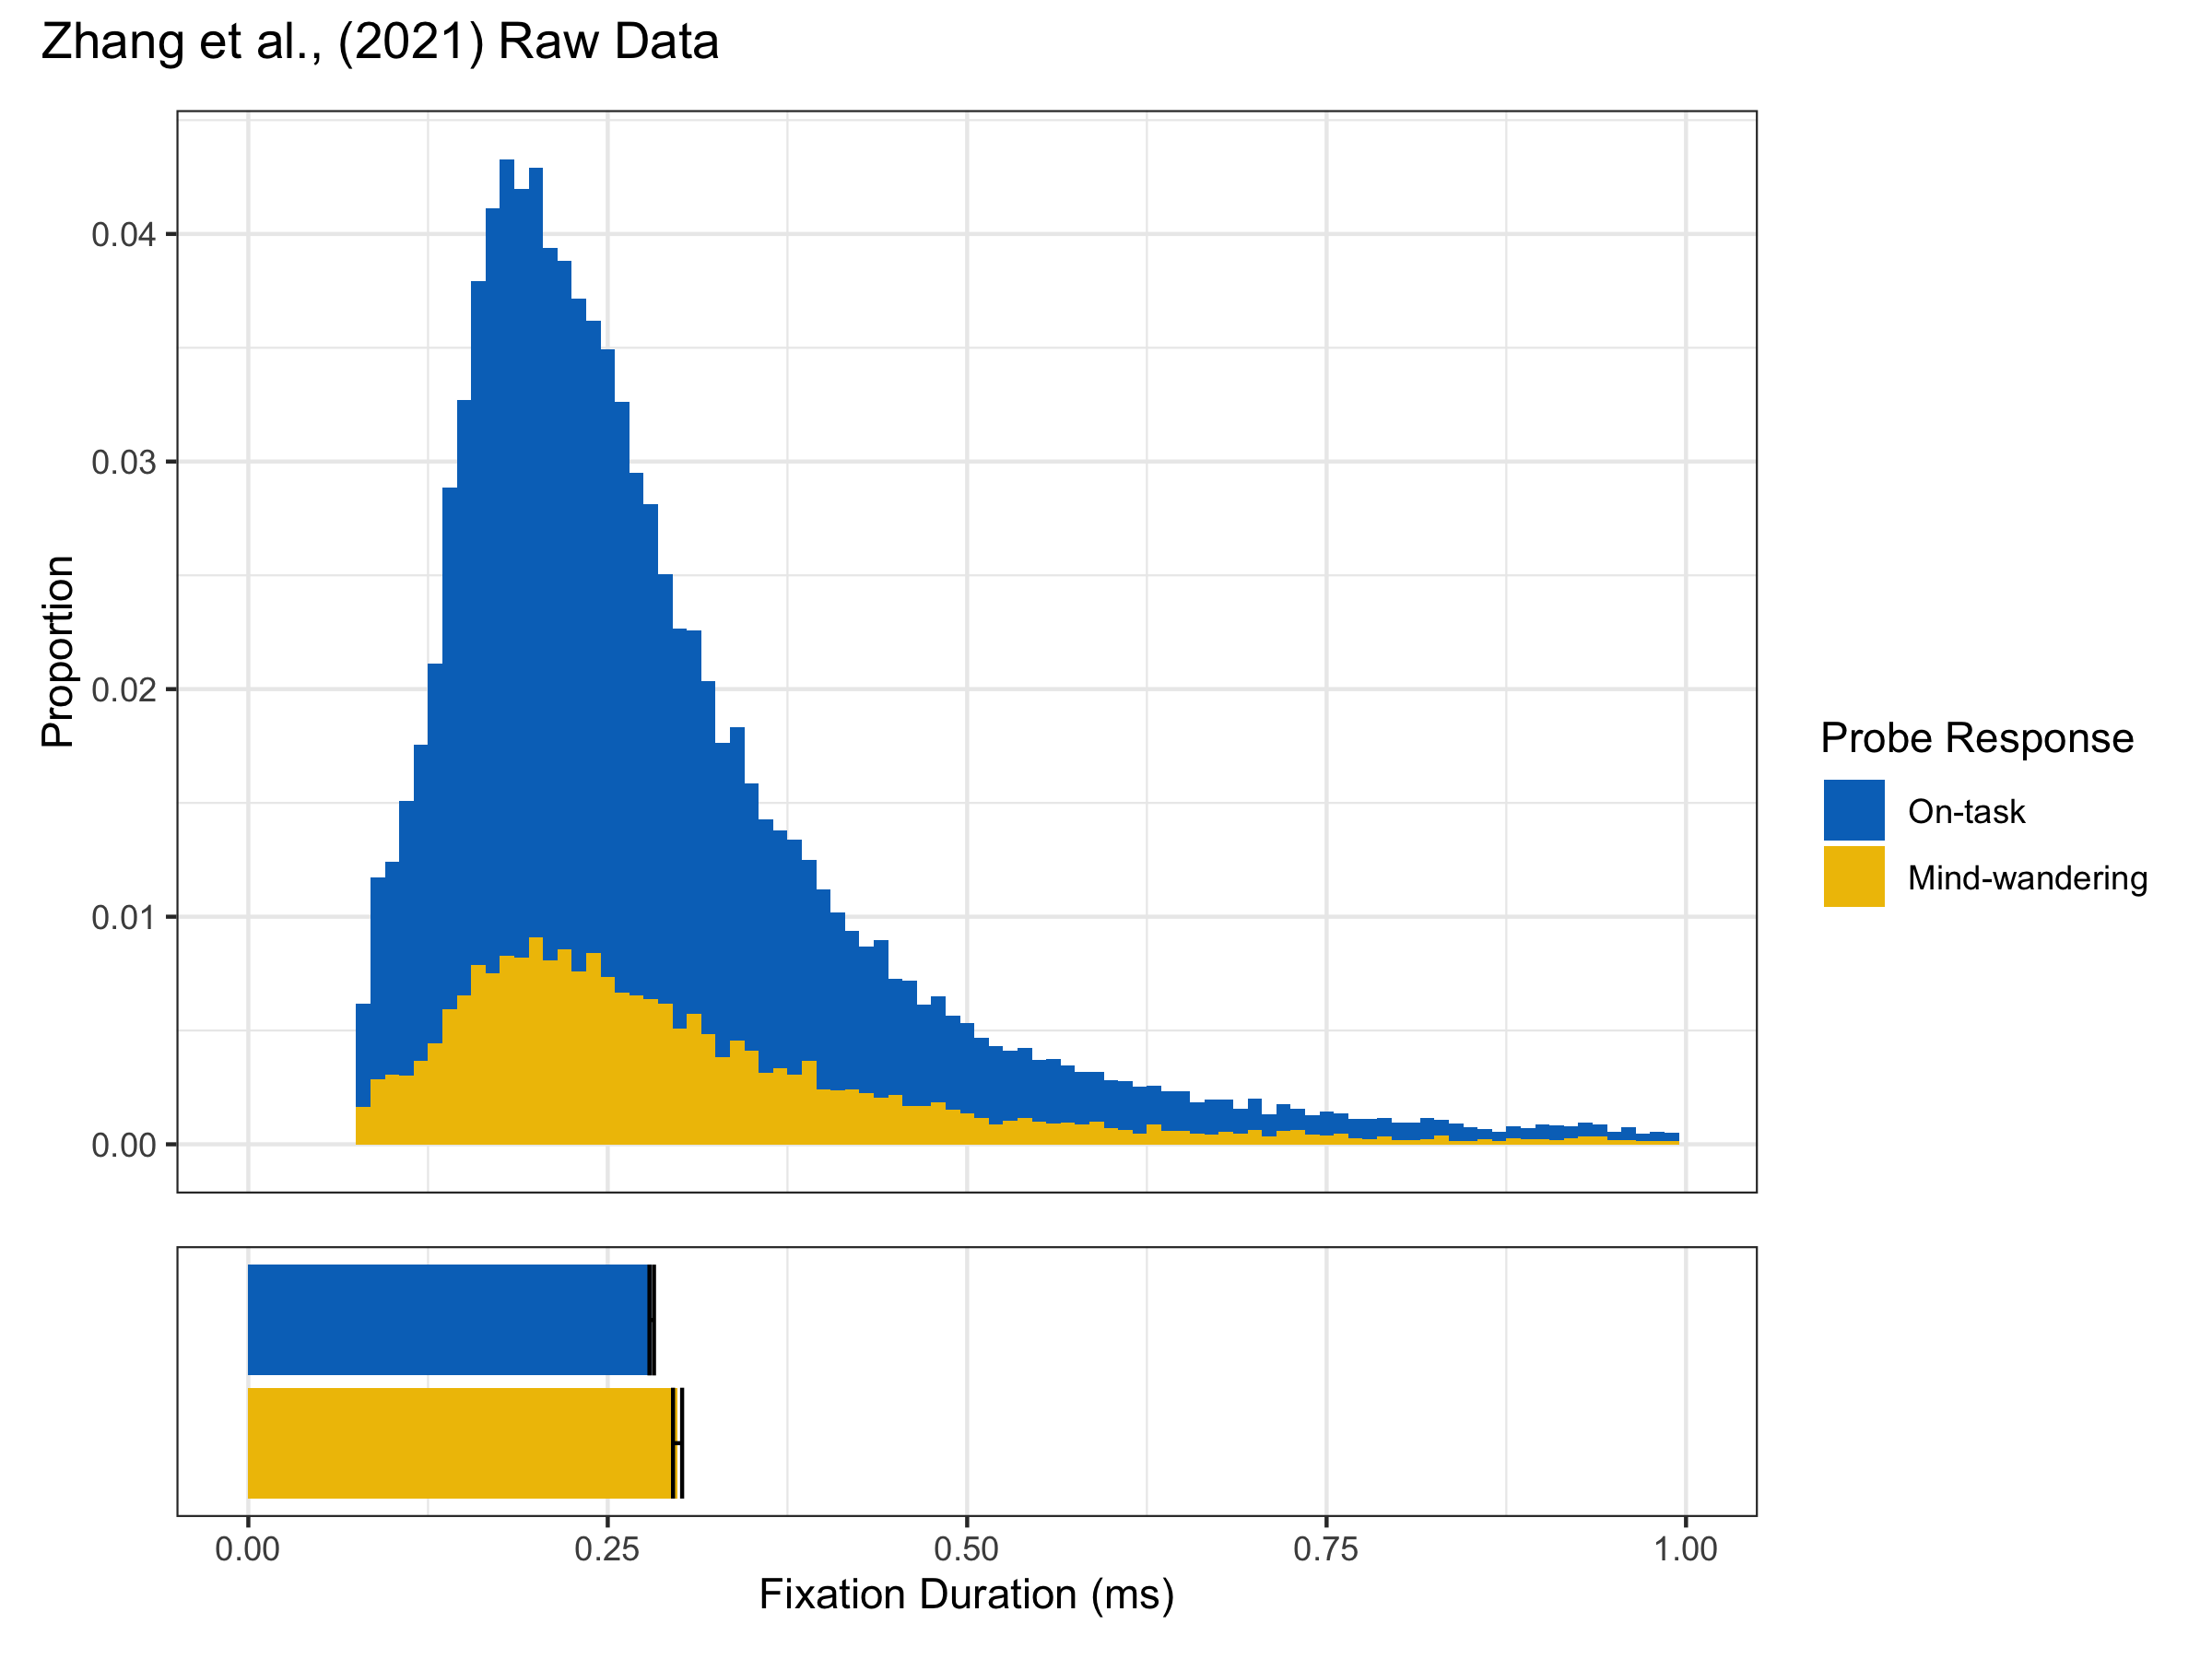 Zhang et al., (2021) Raw Data
Proportion
0.04
0.03
0.02
0.01
0.00
Probe Response
On-task
Mind-wandering
0.00
0.25
0.50
0.75
1.00
Fixation Duration (ms)